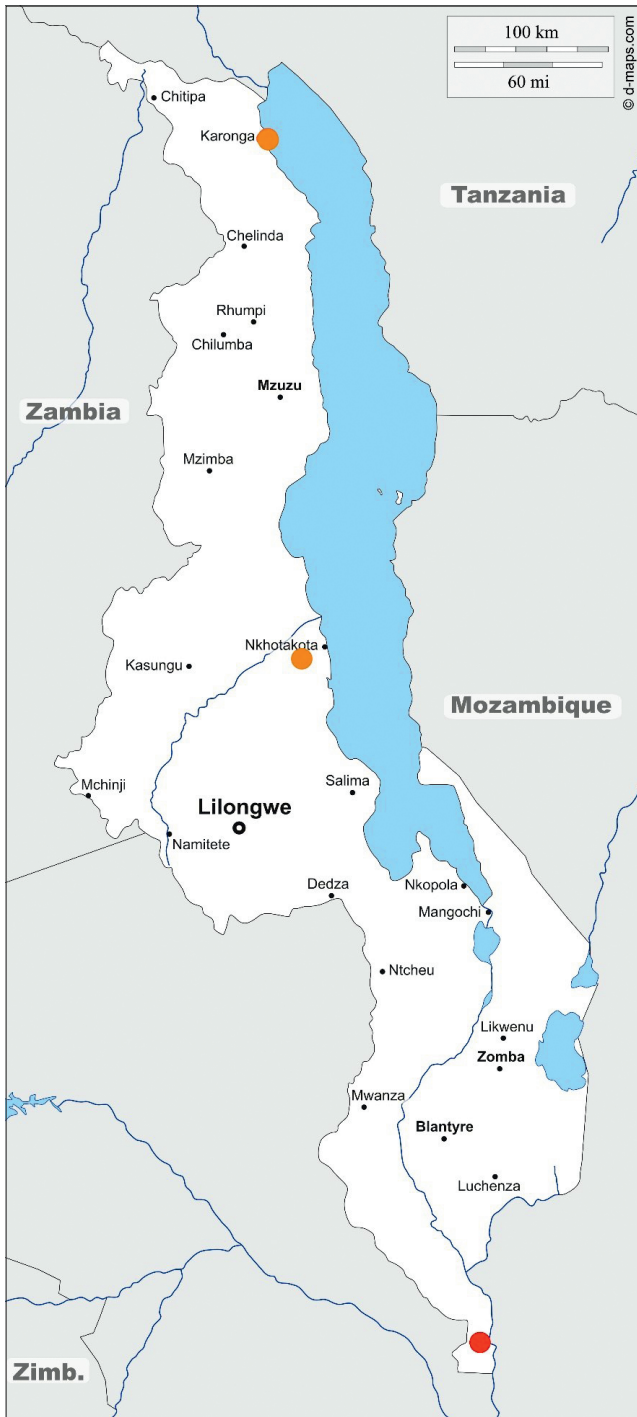 100 km
60 mi
© d-maps.com
Chitipa
Karonga
Tanzania
Chelinda
Rhumpi
Chilumba
Mzuzu
Zambia
Mzimba
Nkhotakota
Kasungu
Mozambique
Mchinji
Salima
Lilongwe
Namitete
Dedza
Nkopola
Mangochi
Ntcheu
Likwenu
Zomba
Mwanza
Blantyre
Luchenza
Zimb.